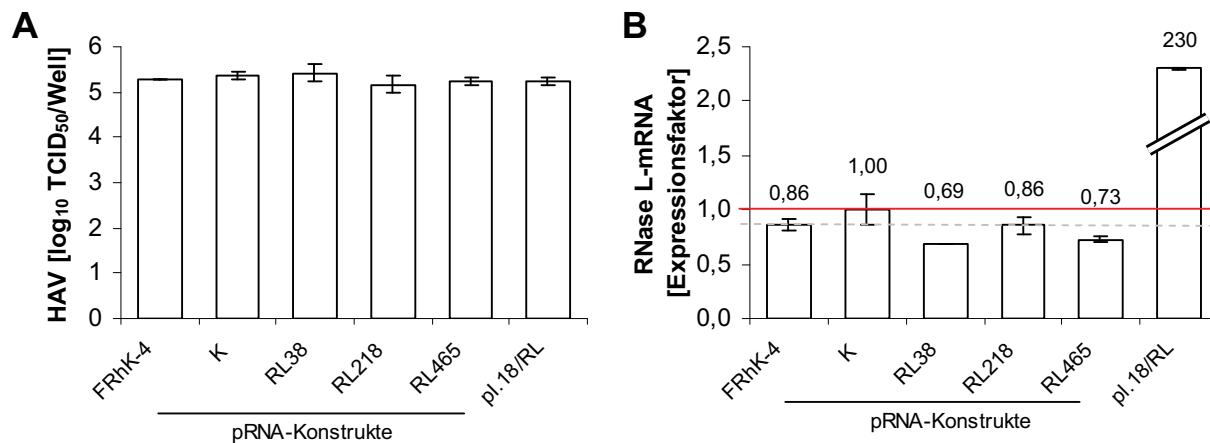 A
HAV [log10 TCID50/Well]
6
5
4
3
2
1
0
FRhK-4
K
RL38
RL218
RL465
pI.18/RL
pRNA-Konstrukte
B
RNase L-mRNA
[Expressionsfaktor]
2,5
2,0
1,5
1,0
0,5
0,0
0,86
1,00
0,69
0,86
0,73
230
FRhK-4
K
RL38
RL218
RL465
pI.18/RL
pRNA-Konstrukte